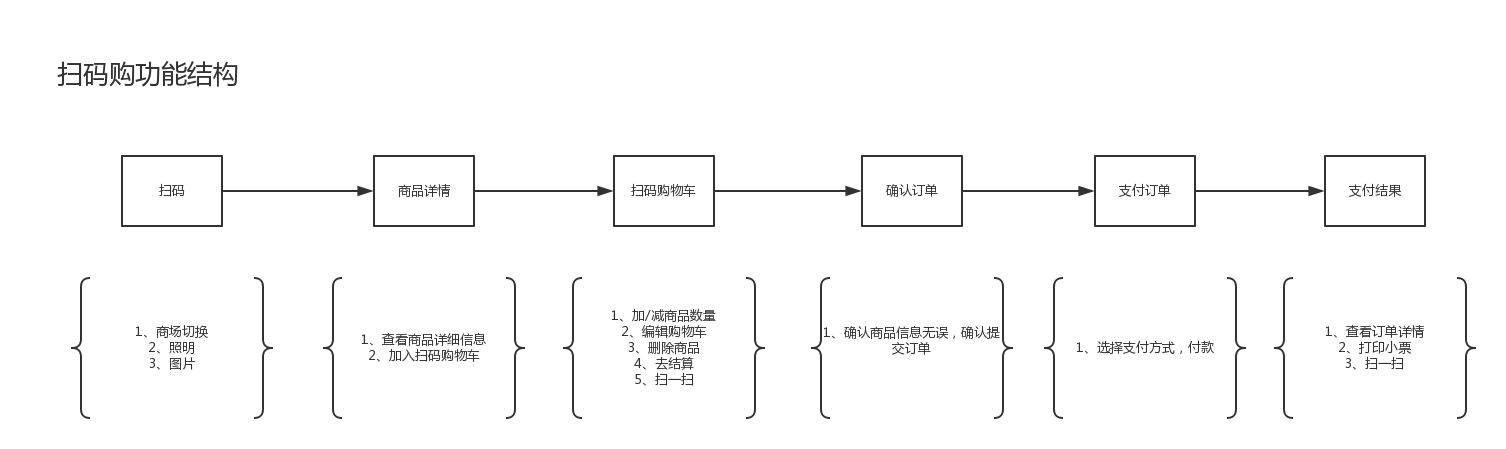 扫码购功能结构
扫码
商品详情
扫码购物车
确认订单
支付订单
支付结果
1、商场切换
2、照明
3、图片
1、查看商品详细信息
2、加入扫码购物车
1、加/减商品数量
2、编辑购物车
3、删除商品
4、去结算
5、扫一扫
1、确认商品信息无误，确认提
交订单
1、选择支付方式，付款
1、查看订单详情
2、打印小票
3、扫一扫